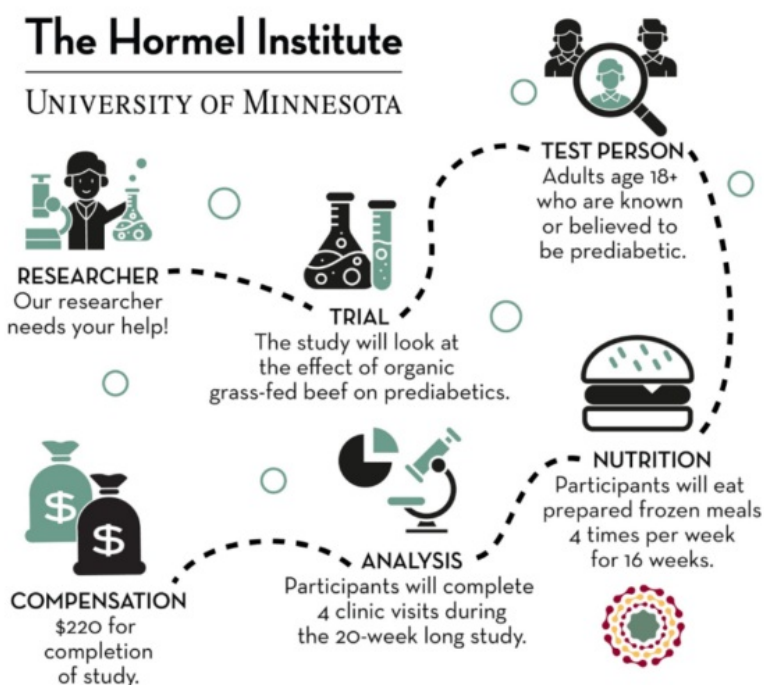 The Hormel Institute
UNIVERSITY OF MINNESOTA
RESEARCHER
Our researcher
needs your help!
TRIAL
The study will look at
the effect of organic
grass-fed beef on prediabetics.
TEST PERSON
Adults age 18+
who are known
or believed to
be prediabetic.
NUTRITION
Participants will eat
prepared frozen meals
4 times per week
for 16 weeks.
ANALYSIS
Participants will complete
4 clinic visits during
the 20-week long study.
$
$
COMPENSATION
$220 for
completion
of study.